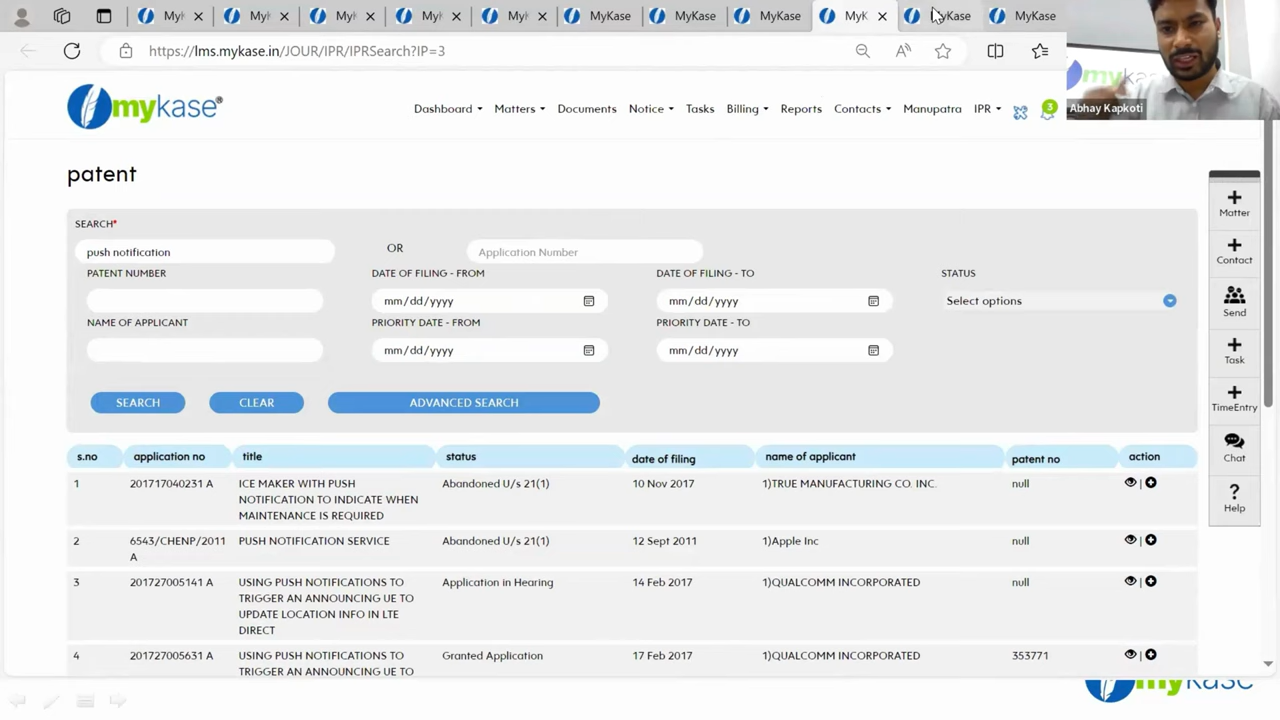 MyK
MyK
MyK
MyK
MyK
MyKase
MyKase
MyKase
MyK
MyKase
MyKase
https://lms.mykase.in/JOUR/IPR/IPRSearch?IP=3
Abhay Kapkoti
mykase®
Dashboard
Matters
Documents
Notice
Tasks
Billing
Reports
Contacts
Manupatra
IPR
3
patent
SEARCH*
push notification
OR
Application Number
PATENT NUMBER
DATE OF FILING - FROM
DATE OF FILING - TO
STATUS
mm/dd/yyyy
mm/dd/yyyy
Select options
NAME OF APPLICANT
PRIORITY DATE - FROM
PRIORITY DATE - TO
mm/dd/yyyy
mm/dd/yyyy
SEARCH
CLEAR
ADVANCED SEARCH
s.no application no title status date of filing name of applicant patent no action
1 201717040231 A ICE MAKER WITH PUSH Abandoned U/s 21(1) 10 Nov 2017 1)TRUE MANUFACTURING CO. INC. null |
NOTIFICATION TO INDICATE WHEN
MAINTENANCE IS REQUIRED
2 6543/CHENP/2011 PUSH NOTIFICATION SERVICE Abandoned U/s 21(1) 12 Sept 2011 1)Apple Inc null |
A
3 201727005141 A USING PUSH NOTIFICATIONS TO Application in Hearing 14 Feb 2017 1)QUALCOMM INCORPORATED null |
TRIGGER AN ANNOUNCING UE TO
UPDATE LOCATION INFO IN LTE
DIRECT
4 201727005631 A USING PUSH NOTIFICATIONS TO Granted Application 17 Feb 2017 1)QUALCOMM INCORPORATED 353771 |
TRIGGER AN ANNOUNCING UE TO
Matter
Contact
Send
Task
TimeEntry
Chat
Help